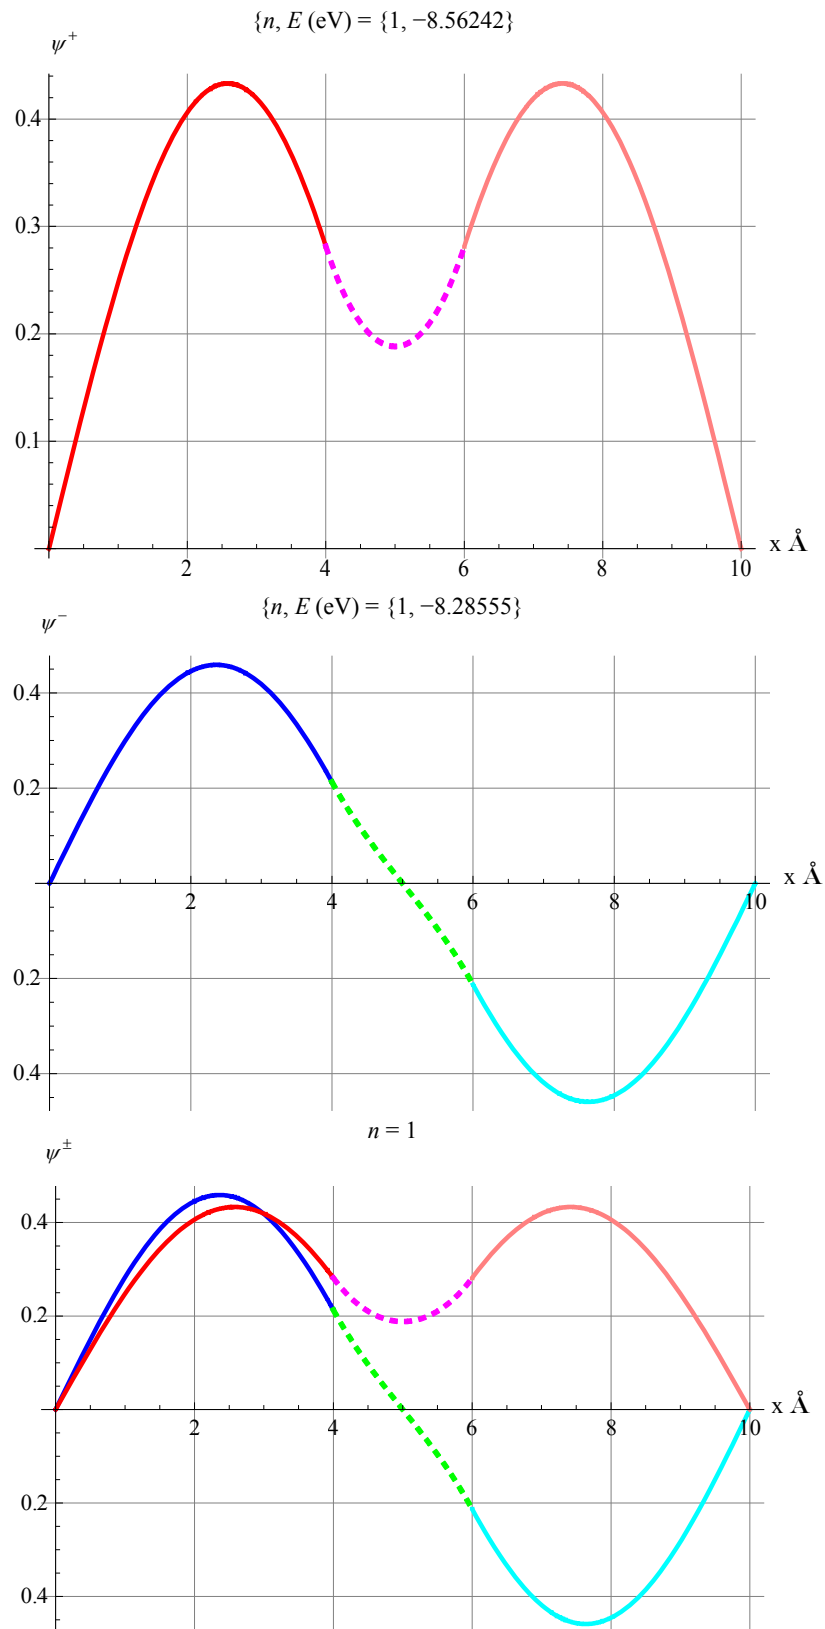 {n, E (eV) = {1, −8.56242}
ψ⁺
0.4
0.3
0.2
0.1
2 4 6 8 10
x Å
{n, E (eV) = {1, −8.28555}
ψ⁻
0.4
0.2
x Å
2 4 6 8 10
0.2
0.4
n = 1
ψ±
0.4
0.2
x Å
2 4 6 8 10
0.2
0.4